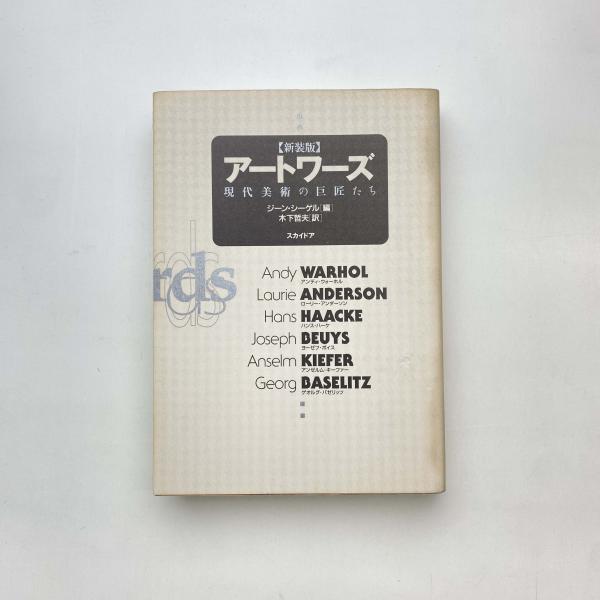 【新装版】
アートワーズ
現代美術の巨匠たち
ジーン・シーゲル[編]
木下哲夫[訳]
スカイドア
rds
Andy WARHOL
アンディ・ウォーホル
Laurie ANDERSON
ローリー・アンダーソン
Hans HAACKE
ハンス・ハーケ
Joseph BEUYS
ヨーゼフ・ボイス
Anselm KIEFER
アンゼルム・キーファー
Georg BASELITZ
ゲオルグ・バゼリッツ